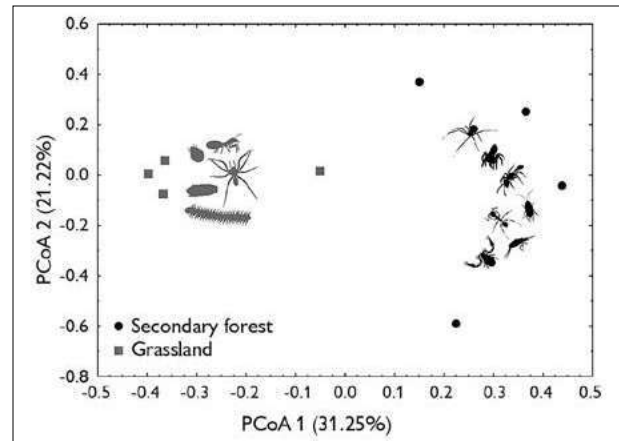 0.6
0.4
0.2
0.0
-0.2
-0.4
-0.6
-0.8
PCoA 2 (21.22%)
Secondary forest
Grassland
-0.5 -0.4 -0.3 -0.2 -0.1 0.0 0.1 0.2 0.3 0.4 0.5
PCoA 1 (31.25%)